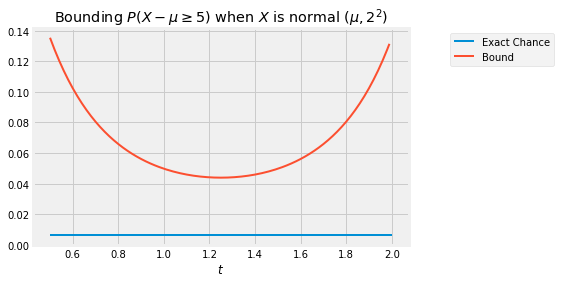 Bounding P(X − μ ≥ 5) when X is normal (μ, 2²)
Exact Chance
Bound
0.14
0.12
0.10
0.08
0.06
0.04
0.02
0.00
0.6 0.8 1.0 1.2 1.4 1.6 1.8 2.0
t